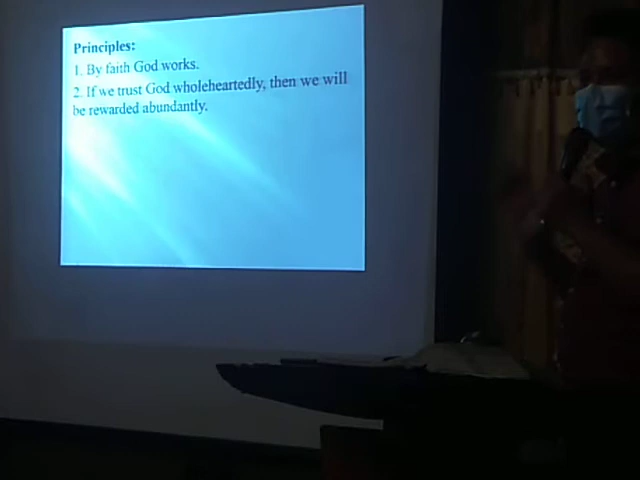 Principles:
1. By faith God works.
2. If we trust God wholeheartedly, then we will
be rewarded abundantly.